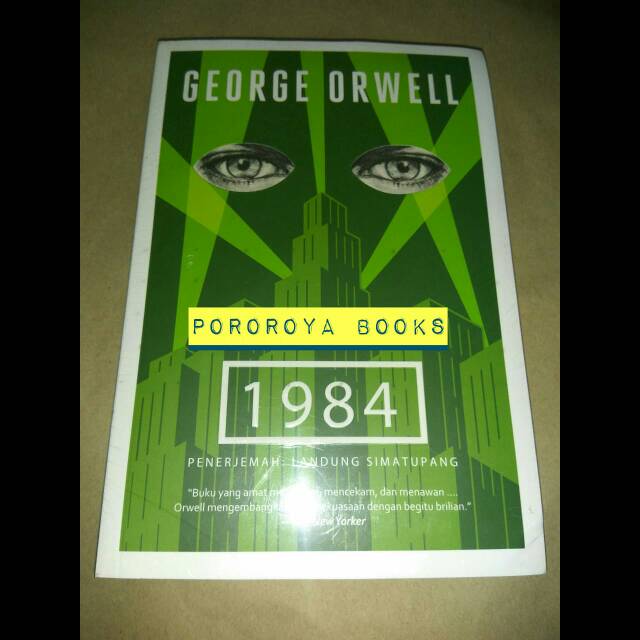 GEORGE ORWELL
POROROYA BOOKS
1984
PENERJEMAH: LANDUNG SIMATUPANG
"Buku yang amat mencekam, dan menawan ....
Orwell dengan begitu brilian."
New Yorker